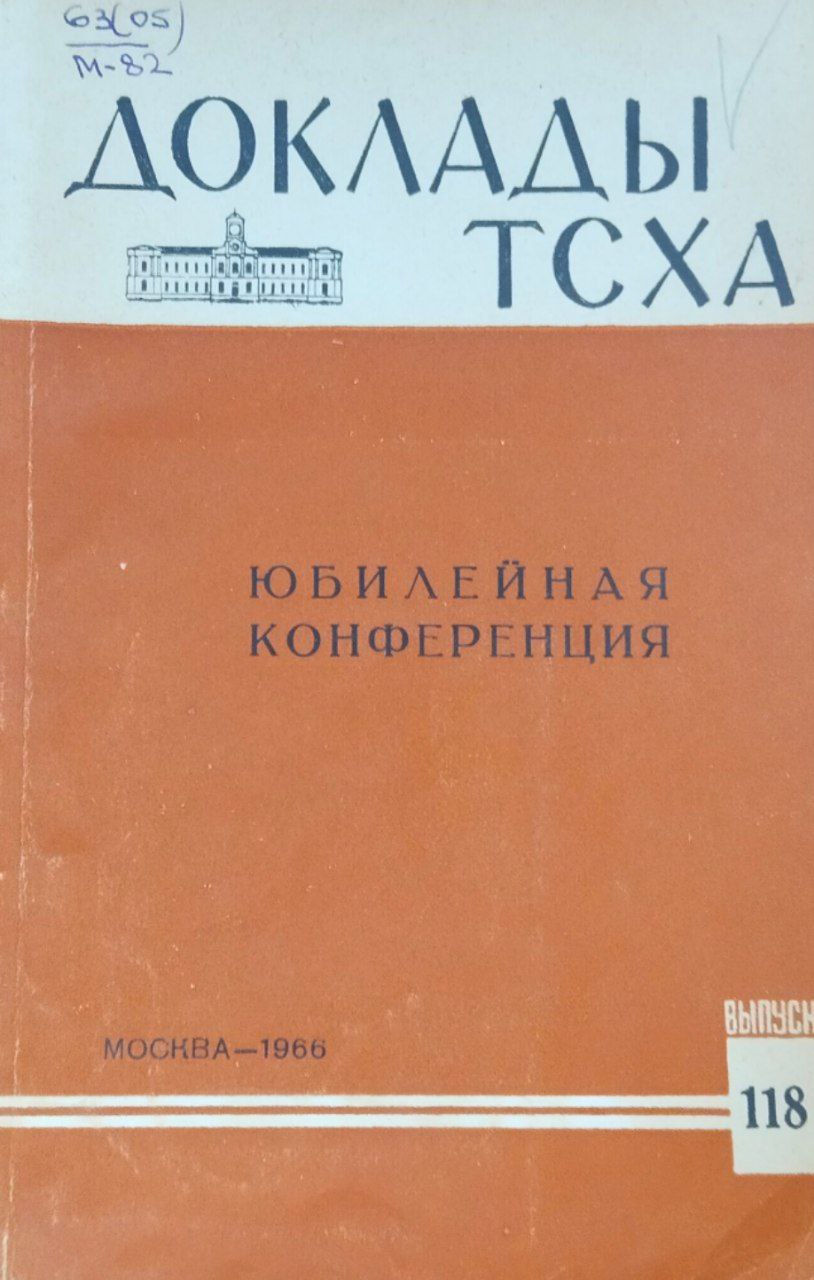 63(05)
М-82
ДОКЛАДЫ
ТСХА
ЮБИЛЕЙНАЯ
КОНФЕРЕНЦИЯ
МОСКВА—1966
ВЫПУСК
118